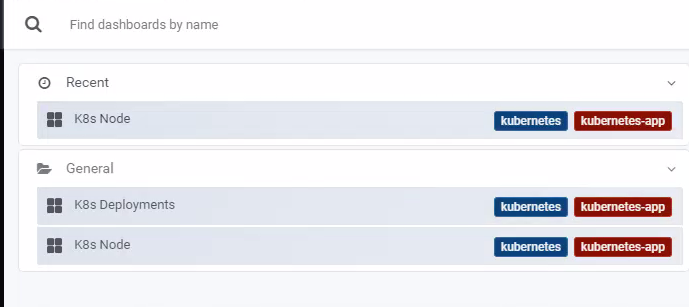 Find dashboards by name
Recent
K8s Node kubernetes kubernetes-app
General
K8s Deployments kubernetes kubernetes-app
K8s Node kubernetes kubernetes-app